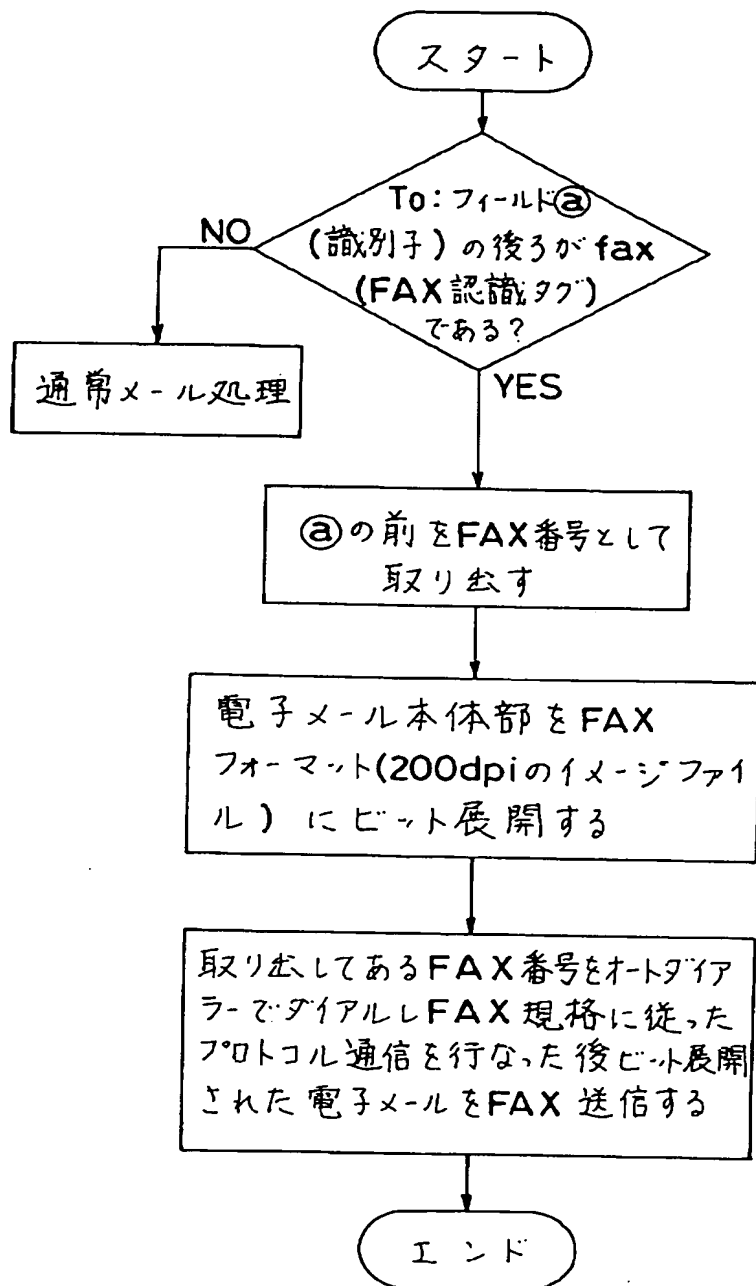 スタート
To:フィールドⓐ
(識別子)の後ろがfax
(FAX認識タグ)
である?
NO
YES
通常メール処理
ⓐの前をFAX番号として
取り出す
電子メール本体部をFAX
フォーマット(200dpiのイメージファイ
ル)にビット展開する
取り出してあるFAX番号をオートダイア
ラーでダイアルしFAX規格に従った
プロトコル通信を行なった後ビット展開
された電子メールをFAX送信する
エンド